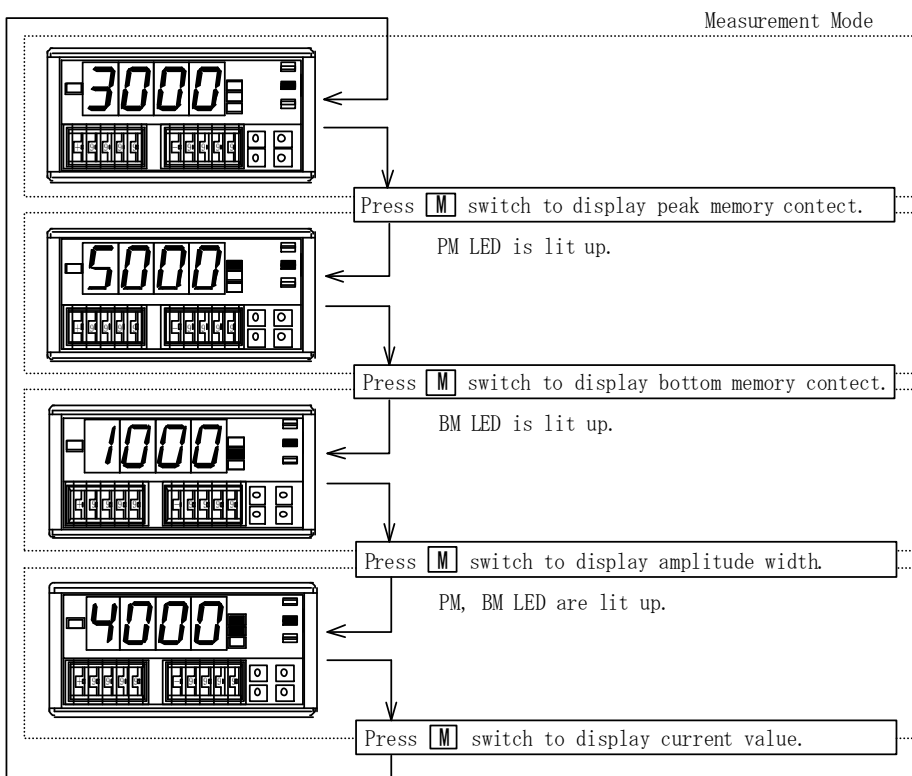 Measurement Mode
3000
Press M switch to display peak memory contect.
PM LED is lit up.
5000
Press M switch to display bottom memory contect.
BM LED is lit up.
1000
Press M switch to display amplitude width.
PM, BM LED are lit up.
4000
Press M switch to display current value.